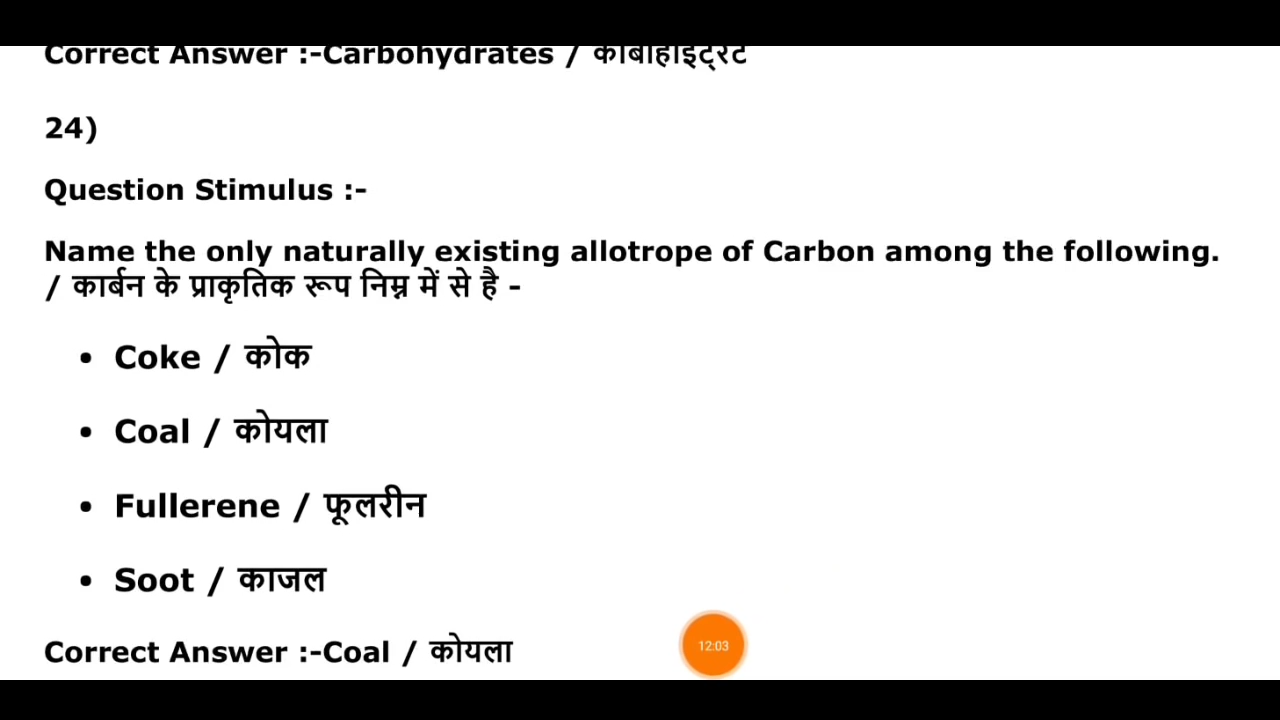 Correct Answer :-Carbohydrates / कार्बोहाइट्रेट
24)
Question Stimulus :-
Name the only naturally existing allotrope of Carbon among the following.
/ कार्बन के प्राकृतिक रूप निम्न में से है -
• Coke / कोक
• Coal / कोयला
• Fullerene / फूलरीन
• Soot / काजल
Correct Answer :-Coal / कोयला
12:03